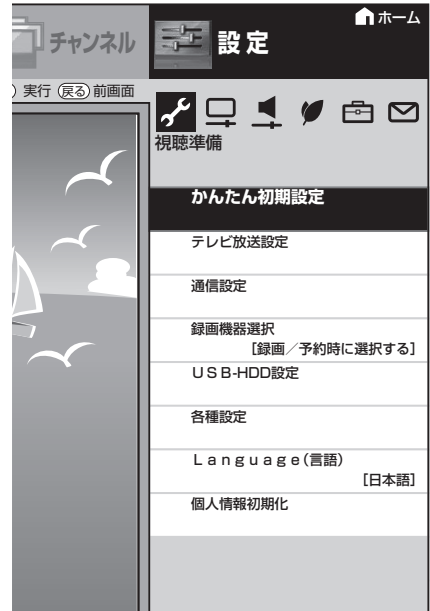 ホーム
チャンネル
設定
実行 戻る 前画面
視聴準備
かんたん初期設定
テレビ放送設定
通信設定
録画機器選択
[録画／予約時に選択する]
USB-HDD設定
各種設定
Language(言語)
[日本語]
個人情報初期化